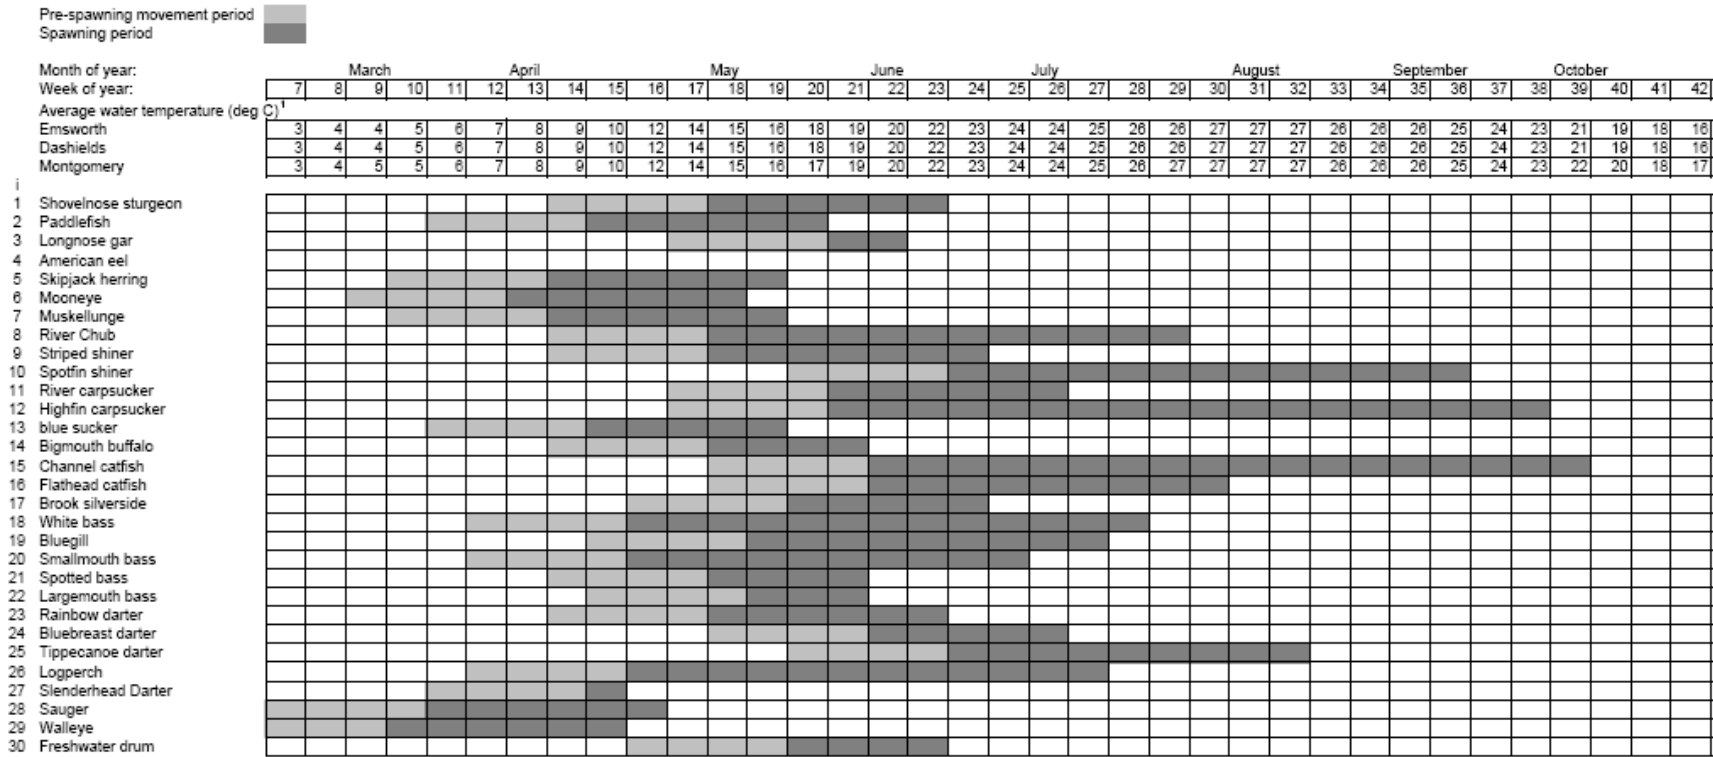 Pre-spawning movement period
Spawning period
Month of year: March April May June July August September October
Week of year: 7 8 9 10 11 12 13 14 15 16 17 18 19 20 21 22 23 24 25 26 27 28 29 30 31 32 33 34 35 36 37 38 39 40 41 42
Average water temperature (deg C)1
Emsworth 3 4 4 5 6 7 8 9 10 12 14 15 16 18 19 20 22 23 24 24 25 26 26 27 27 27 26 26 26 25 24 23 21 19 18 16
Dashields 3 4 4 5 6 7 8 9 10 12 14 15 16 18 19 20 22 23 24 24 25 26 26 27 27 27 26 26 26 25 24 23 21 19 18 16
Montgomery 3 4 5 5 6 7 8 9 10 12 14 15 16 17 19 20 22 23 24 24 25 26 27 27 27 27 26 26 26 25 24 23 22 20 18 17
i
1 Shovelnose sturgeon
2 Paddlefish
3 Longnose gar
4 American eel
5 Skipjack herring
6 Mooneye
7 Muskellunge
8 River Chub
9 Striped shiner
10 Spotfin shiner
11 River carpsucker
12 Highfin carpsucker
13 blue sucker
14 Bigmouth buffalo
15 Channel catfish
16 Flathead catfish
17 Brook silverside
18 White bass
19 Bluegill
20 Smallmouth bass
21 Spotted bass
22 Largemouth bass
23 Rainbow darter
24 Bluebreast darter
25 Tippecanoe darter
26 Logperch
27 Slenderhead Darter
28 Sauger
29 Walleye
30 Freshwater drum